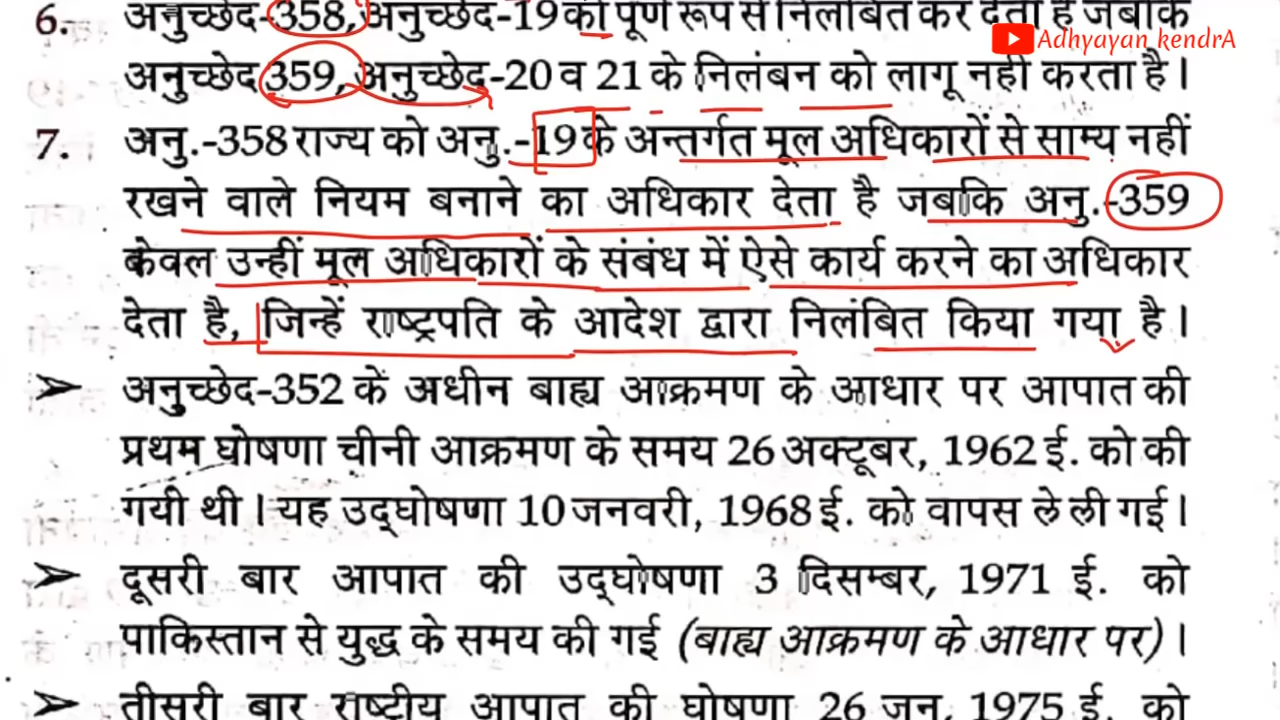 6. अनुच्छेद-358, अनुच्छेद-19 को पूर्ण रूप से निलंबित कर देता है जबकि
Adhyayan kendrA
अनुच्छेद 359, अनुच्छेद-20 व 21 के निलंबन को लागू नहीं करता है।
7. अनु.-358 राज्य को अनु.-19 के अन्तर्गत मूल अधिकारों से साम्य नहीं
रखने वाले नियम बनाने का अधिकार देता है जबकि अनु.-359
केवल उन्हीं मूल अधिकारों के संबंध में ऐसे कार्य करने का अधिकार
देता है, जिन्हें राष्ट्रपति के आदेश द्वारा निलंबित किया गया है।
➤ अनुच्छेद-352 के अधीन बाह्य आक्रमण के आधार पर आपात की
प्रथम घोषणा चीनी आक्रमण के समय 26 अक्टूबर, 1962 ई. को की
गयी थी। यह उद्घोषणा 10 जनवरी, 1968 ई. को वापस ले ली गई।
➤ दूसरी बार आपात की उद्घोषणा 3 दिसम्बर, 1971 ई. को
पाकिस्तान से युद्ध के समय की गई (बाह्य आक्रमण के आधार पर)।
➤ तीसरी बार राष्ट्रीय आपात की घोषणा 26 जून, 1975 ई. को